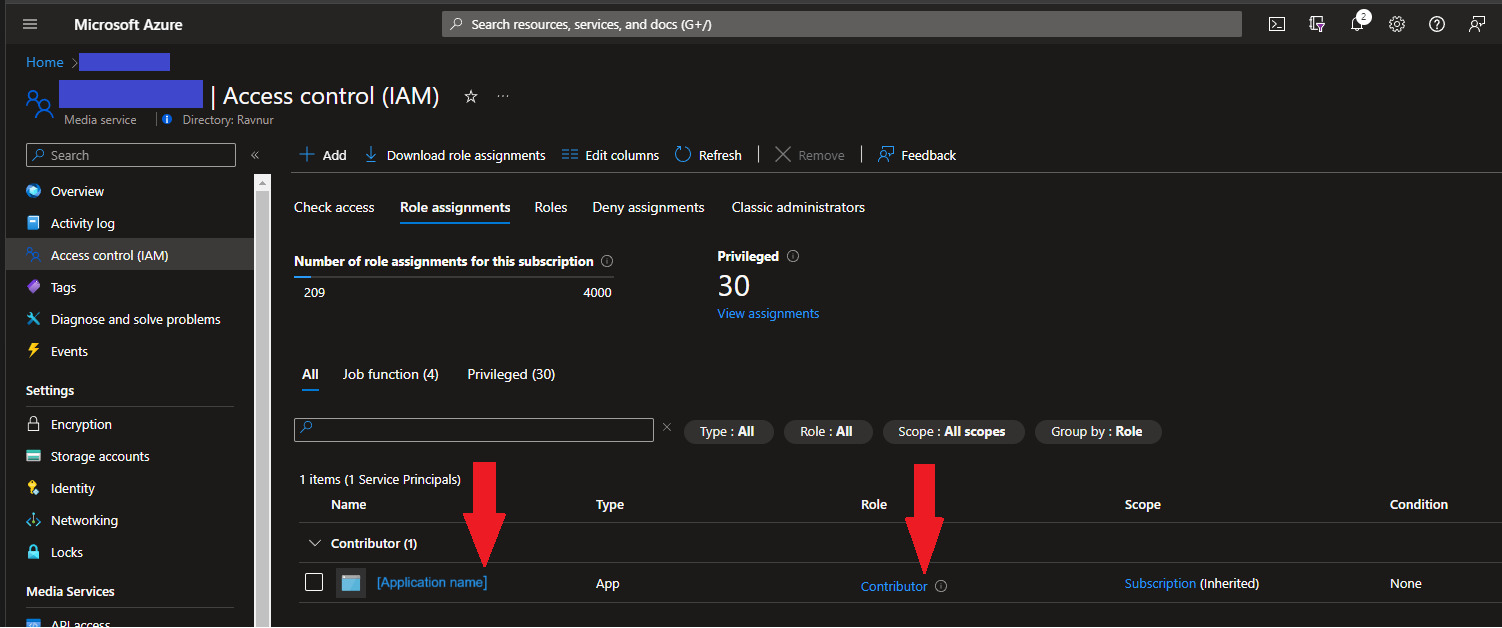 Microsoft Azure
Search resources, services, and docs (G+/)
2
Home >
| Access control (IAM) ...
Media service
Directory: Ravnur
Search
«
Overview
Activity log
Access control (IAM)
Tags
Diagnose and solve problems
Events
Settings
Encryption
Storage accounts
Identity
Networking
Locks
Media Services
API access
Add Download role assignments Edit columns Refresh Remove Feedback
Check access Role assignments Roles Deny assignments Classic administrators
Number of role assignments for this subscription
209 4000
Privileged
30
View assignments
All Job function (4) Privileged (30)
Type : All Role : All Scope : All scopes Group by : Role
1 items (1 Service Principals)
Name Type Role Scope Condition
Contributor (1)
[Application name] App Contributor Subscription (Inherited) None